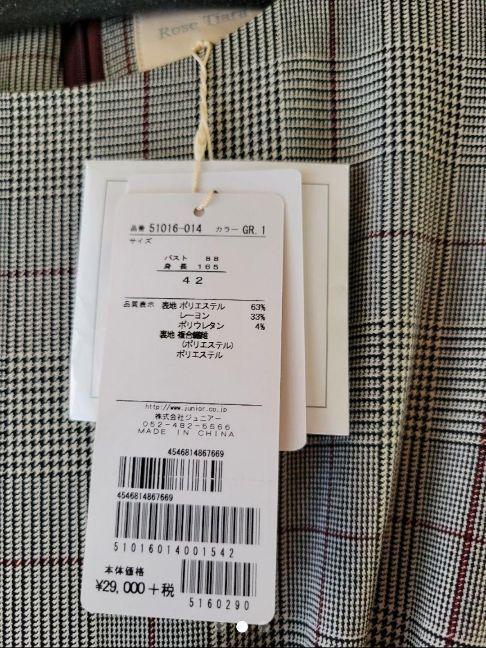 Rose Tiara
品番 51016-014 カラー GR.1
サイズ
バスト 88
身長 165
42
品質表示 裏地 ポリエステル 63%
レーヨン 33%
ポリウレタン 4%
裏地 複合繊維
(ポリエステル)
ポリエステル
http://www.junior.co.jp
株式会社ジュニアー
052-482-5566
MADE IN CHINA
4546814867669
4546814867669
51016014001542
本体価格
¥29,000+税
5160290